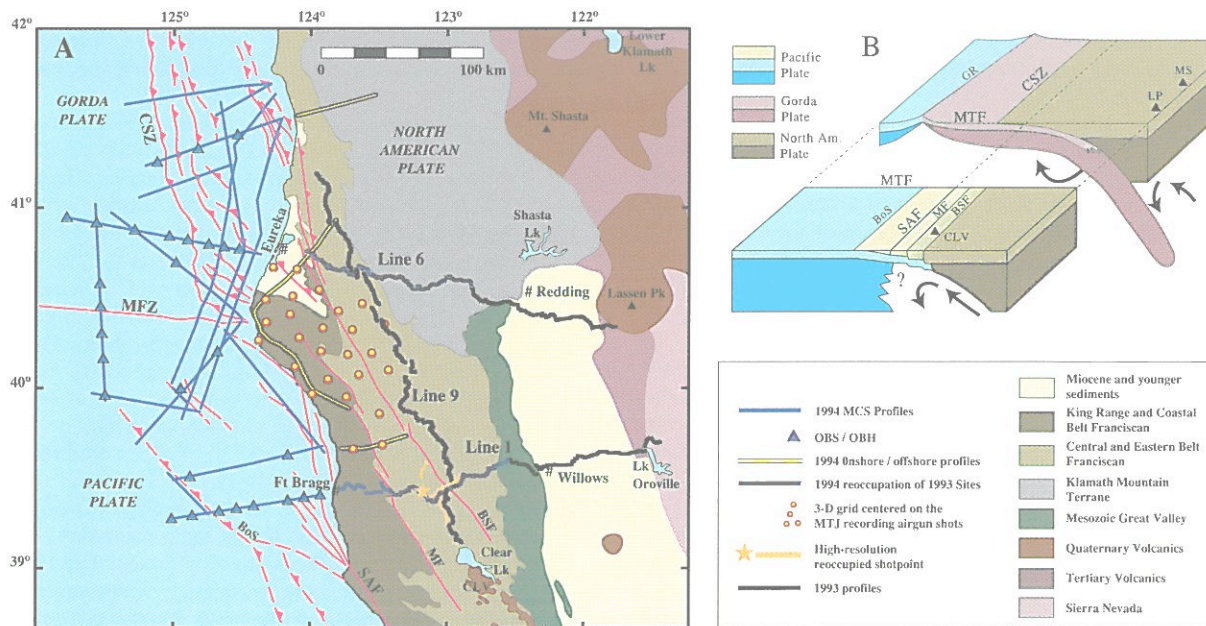 125°
124°
123°
122°
42°
A
Lower
Klamath
Lk
0
100 km
GORDA
PLATE
CSZ
NORTH
AMERICAN
PLATE
Mt. Shasta
41°
Eureka
#
Shasta
Lk
Line 6
# Redding
Lassen Pk
MFZ
40°
Line 9
Line 1
Lk
Oroville
# Willows
PACIFIC
PLATE
Ft Bragg
BoS
BSF
MF
Clear
Lk
CLV
SAF
39°
B
Pacific
Plate
Gorda
Plate
North Am.
Plate
GR
CSZ
MS
LP
MTF
MTF
BoS
SAF
MF
BSF
CLV
?
1994 MCS Profiles
OBS / OBH
1994 0nshore / offshore profiles
1994 reoccupation of 1993 Sites
3-D grid centered on the
MTJ recording airgun shots
High-resolution
reoccupied shotpoint
1993 profiles
Miocene and younger
sediments
King Range and Coastal
Belt Franciscan
Central and Eastern Belt
Franciscan
Klamath Mountain
Terrane
Mesozoic Great Valley
Quaternary Volcanics
Tertiary Volcanics
Sierra Nevada